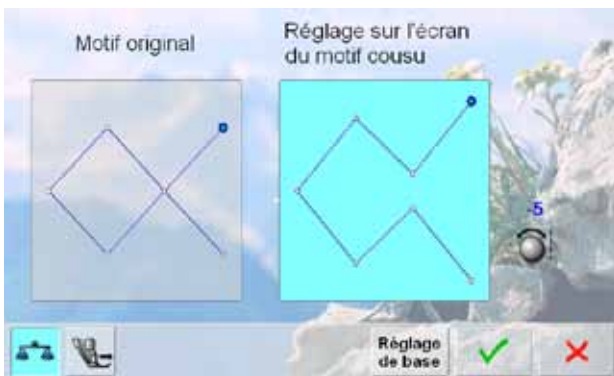 Motif original
Réglage sur l'écran
du motif cousu
-5
Réglage
de base